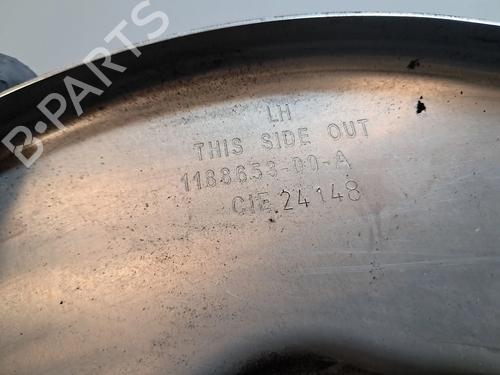 B-PARTS
LH
THIS SIDE OUT
1188653-00-A
CIE 24148